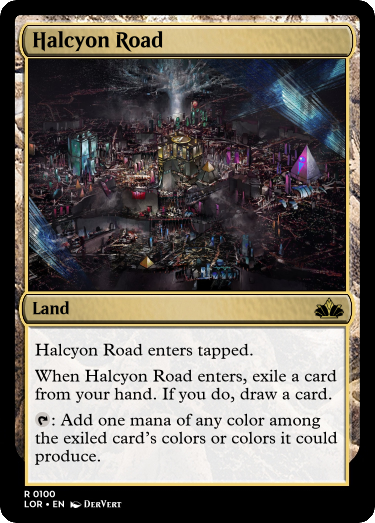 Halcyon Road
Land
Halcyon Road enters tapped.
When Halcyon Road enters, exile a card
from your hand. If you do, draw a card.
: Add one mana of any color among
the exiled card's colors or colors it could
produce.
R 0100
LOR • EN DerVert